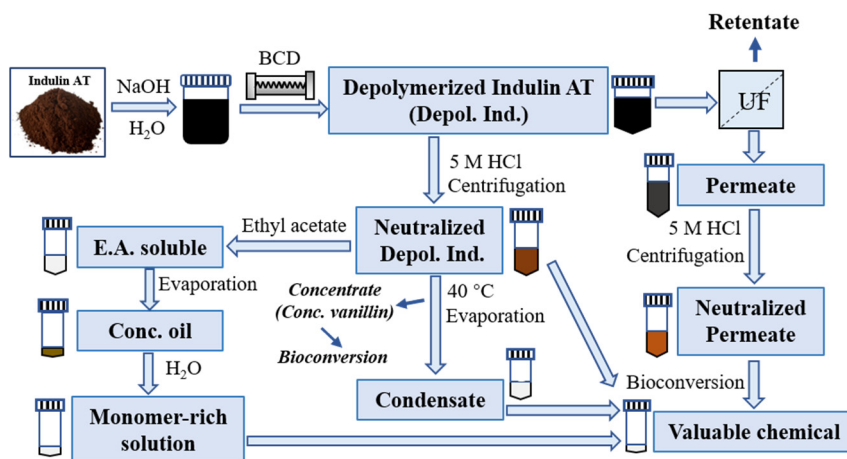 Retentate
Indulin AT
NaOH
H₂O
BCD
Depolymerized Indulin AT
(Depol. Ind.)
UF
5 M HCl
Centrifugation
Permeate
Ethyl acetate
E.A. soluble
Neutralized
Depol. Ind.
5 M HCl
Centrifugation
Evaporation
Concentrate
(Conc. vanillin)
40 °C
Evaporation
Neutralized
Permeate
Conc. oil
Bioconversion
H₂O
Bioconversion
Condensate
Monomer-rich
solution
Valuable chemical